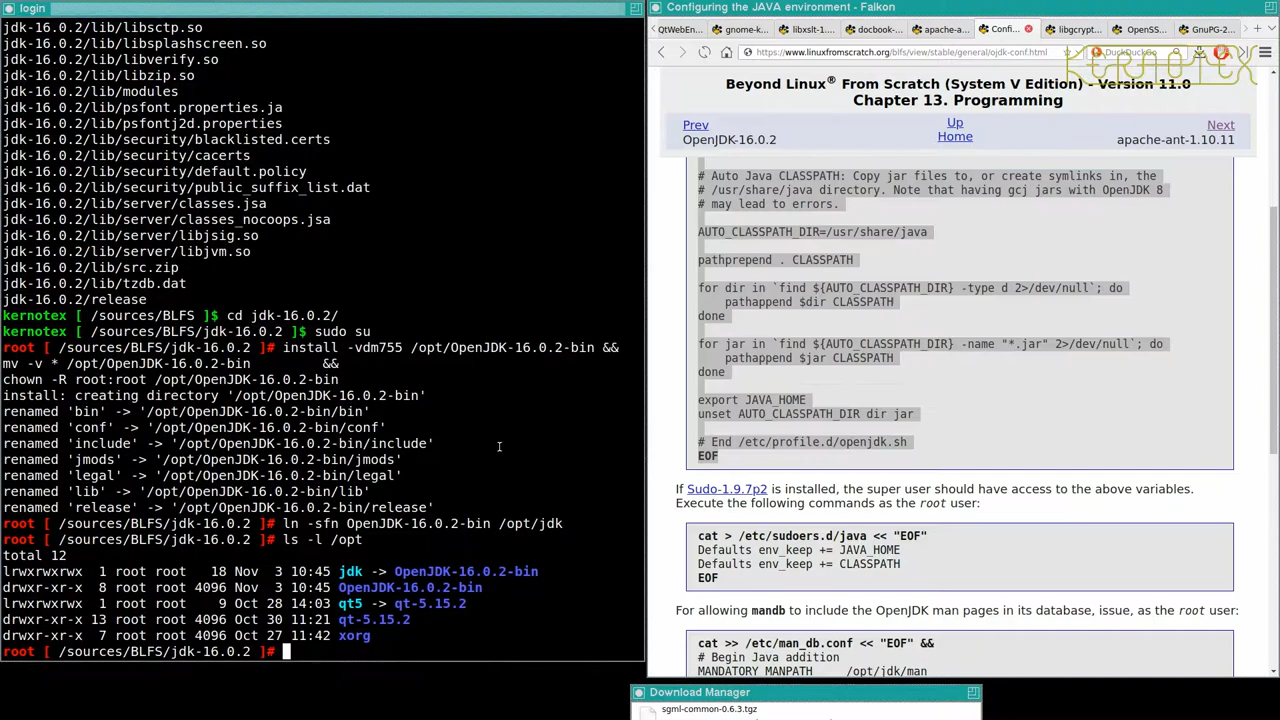 login
jdk-16.0.2/lib/libsctp.so
jdk-16.0.2/lib/libsplashscreen.so
jdk-16.0.2/lib/libverify.so
jdk-16.0.2/lib/libzip.so
jdk-16.0.2/lib/modules
jdk-16.0.2/lib/psfont.properties.ja
jdk-16.0.2/lib/psfontj2d.properties
jdk-16.0.2/lib/security/blacklisted.certs
jdk-16.0.2/lib/security/cacerts
jdk-16.0.2/lib/security/default.policy
jdk-16.0.2/lib/security/public_suffix_list.dat
jdk-16.0.2/lib/server/classes.jsa
jdk-16.0.2/lib/server/classes_nocoops.jsa
jdk-16.0.2/lib/server/libjsig.so
jdk-16.0.2/lib/server/libjvm.so
jdk-16.0.2/lib/src.zip
jdk-16.0.2/lib/tzdb.dat
jdk-16.0.2/release
kernotex [ /sources/BLFS ]$ cd jdk-16.0.2/
kernotex [ /sources/BLFS/jdk-16.0.2 ]$ sudo su
root [ /sources/BLFS/jdk-16.0.2 ]# install -vdm755 /opt/OpenJDK-16.0.2-bin &&
mv -v * /opt/OpenJDK-16.0.2-bin         &&
chown -R root:root /opt/OpenJDK-16.0.2-bin
install: creating directory '/opt/OpenJDK-16.0.2-bin'
renamed 'bin' -> '/opt/OpenJDK-16.0.2-bin/bin'
renamed 'conf' -> '/opt/OpenJDK-16.0.2-bin/conf'
renamed 'include' -> '/opt/OpenJDK-16.0.2-bin/include'
renamed 'jmods' -> '/opt/OpenJDK-16.0.2-bin/jmods'
renamed 'legal' -> '/opt/OpenJDK-16.0.2-bin/legal'
renamed 'lib' -> '/opt/OpenJDK-16.0.2-bin/lib'
renamed 'release' -> '/opt/OpenJDK-16.0.2-bin/release'
root [ /sources/BLFS/jdk-16.0.2 ]# ln -sfn OpenJDK-16.0.2-bin /opt/jdk
root [ /sources/BLFS/jdk-16.0.2 ]# ls -l /opt
total 12
lrwxrwxrwx  1 root root   18 Nov  3 10:45 jdk -> OpenJDK-16.0.2-bin
drwxr-xr-x  8 root root 4096 Nov  3 10:45 OpenJDK-16.0.2-bin
lrwxrwxrwx  1 root root    9 Oct 28 14:03 qt5 -> qt-5.15.2
drwxr-xr-x 13 root root 4096 Oct 30 11:21 qt-5.15.2
drwxr-xr-x  7 root root 4096 Oct 27 11:42 xorg
root [ /sources/BLFS/jdk-16.0.2 ]#
Configuring the JAVA environment - Falkon
QtWebEn... gnome-k... libxslt-1... docbook-... apache-a... Confi... libgcrypt... OpenSS... GnuPG-2...
https://www.linuxfromscratch.org/blfs/view/stable/general/ojdk-conf.html
DuckDuckGo
KERNOTEX
Beyond Linux® From Scratch (System V Edition) - Version 11.0
Chapter 13. Programming
Prev Up Next
OpenJDK-16.0.2 Home apache-ant-1.10.11
# Auto Java CLASSPATH: Copy jar files to, or create symlinks in, the
# /usr/share/java directory. Note that having gcj jars with OpenJDK 8
# may lead to errors.
AUTO_CLASSPATH_DIR=/usr/share/java
pathprepend . CLASSPATH
for dir in `find ${AUTO_CLASSPATH_DIR} -type d 2>/dev/null`; do
    pathappend $dir CLASSPATH
done
for jar in `find ${AUTO_CLASSPATH_DIR} -name "*.jar" 2>/dev/null`; do
    pathappend $jar CLASSPATH
done
export JAVA_HOME
unset AUTO_CLASSPATH_DIR dir jar
# End /etc/profile.d/openjdk.sh
EOF
If Sudo-1.9.7p2 is installed, the super user should have access to the above variables.
Execute the following commands as the root user:
cat > /etc/sudoers.d/java << "EOF"
Defaults env_keep += JAVA_HOME
Defaults env_keep += CLASSPATH
EOF
For allowing mandb to include the OpenJDK man pages in its database, issue, as the root user:
cat >> /etc/man_db.conf << "EOF" &&
# Begin Java addition
MANDATORY_MANPATH     /opt/jdk/man
Download Manager
sgml-common-0.6.3.tgz